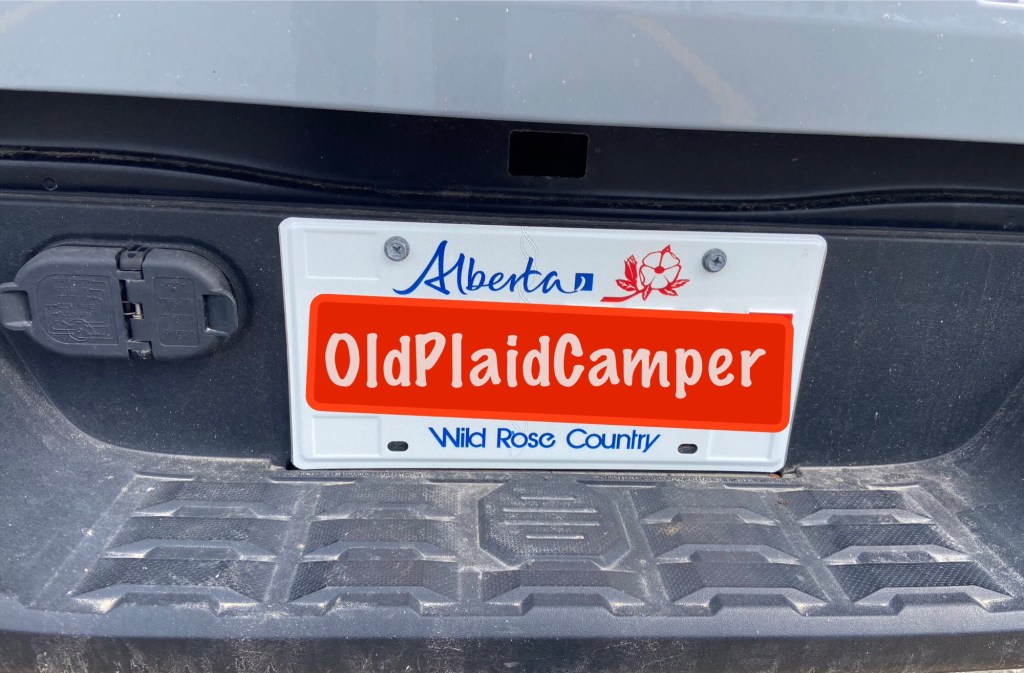 Alberta
OldPlaidCamper
Wild Rose Country